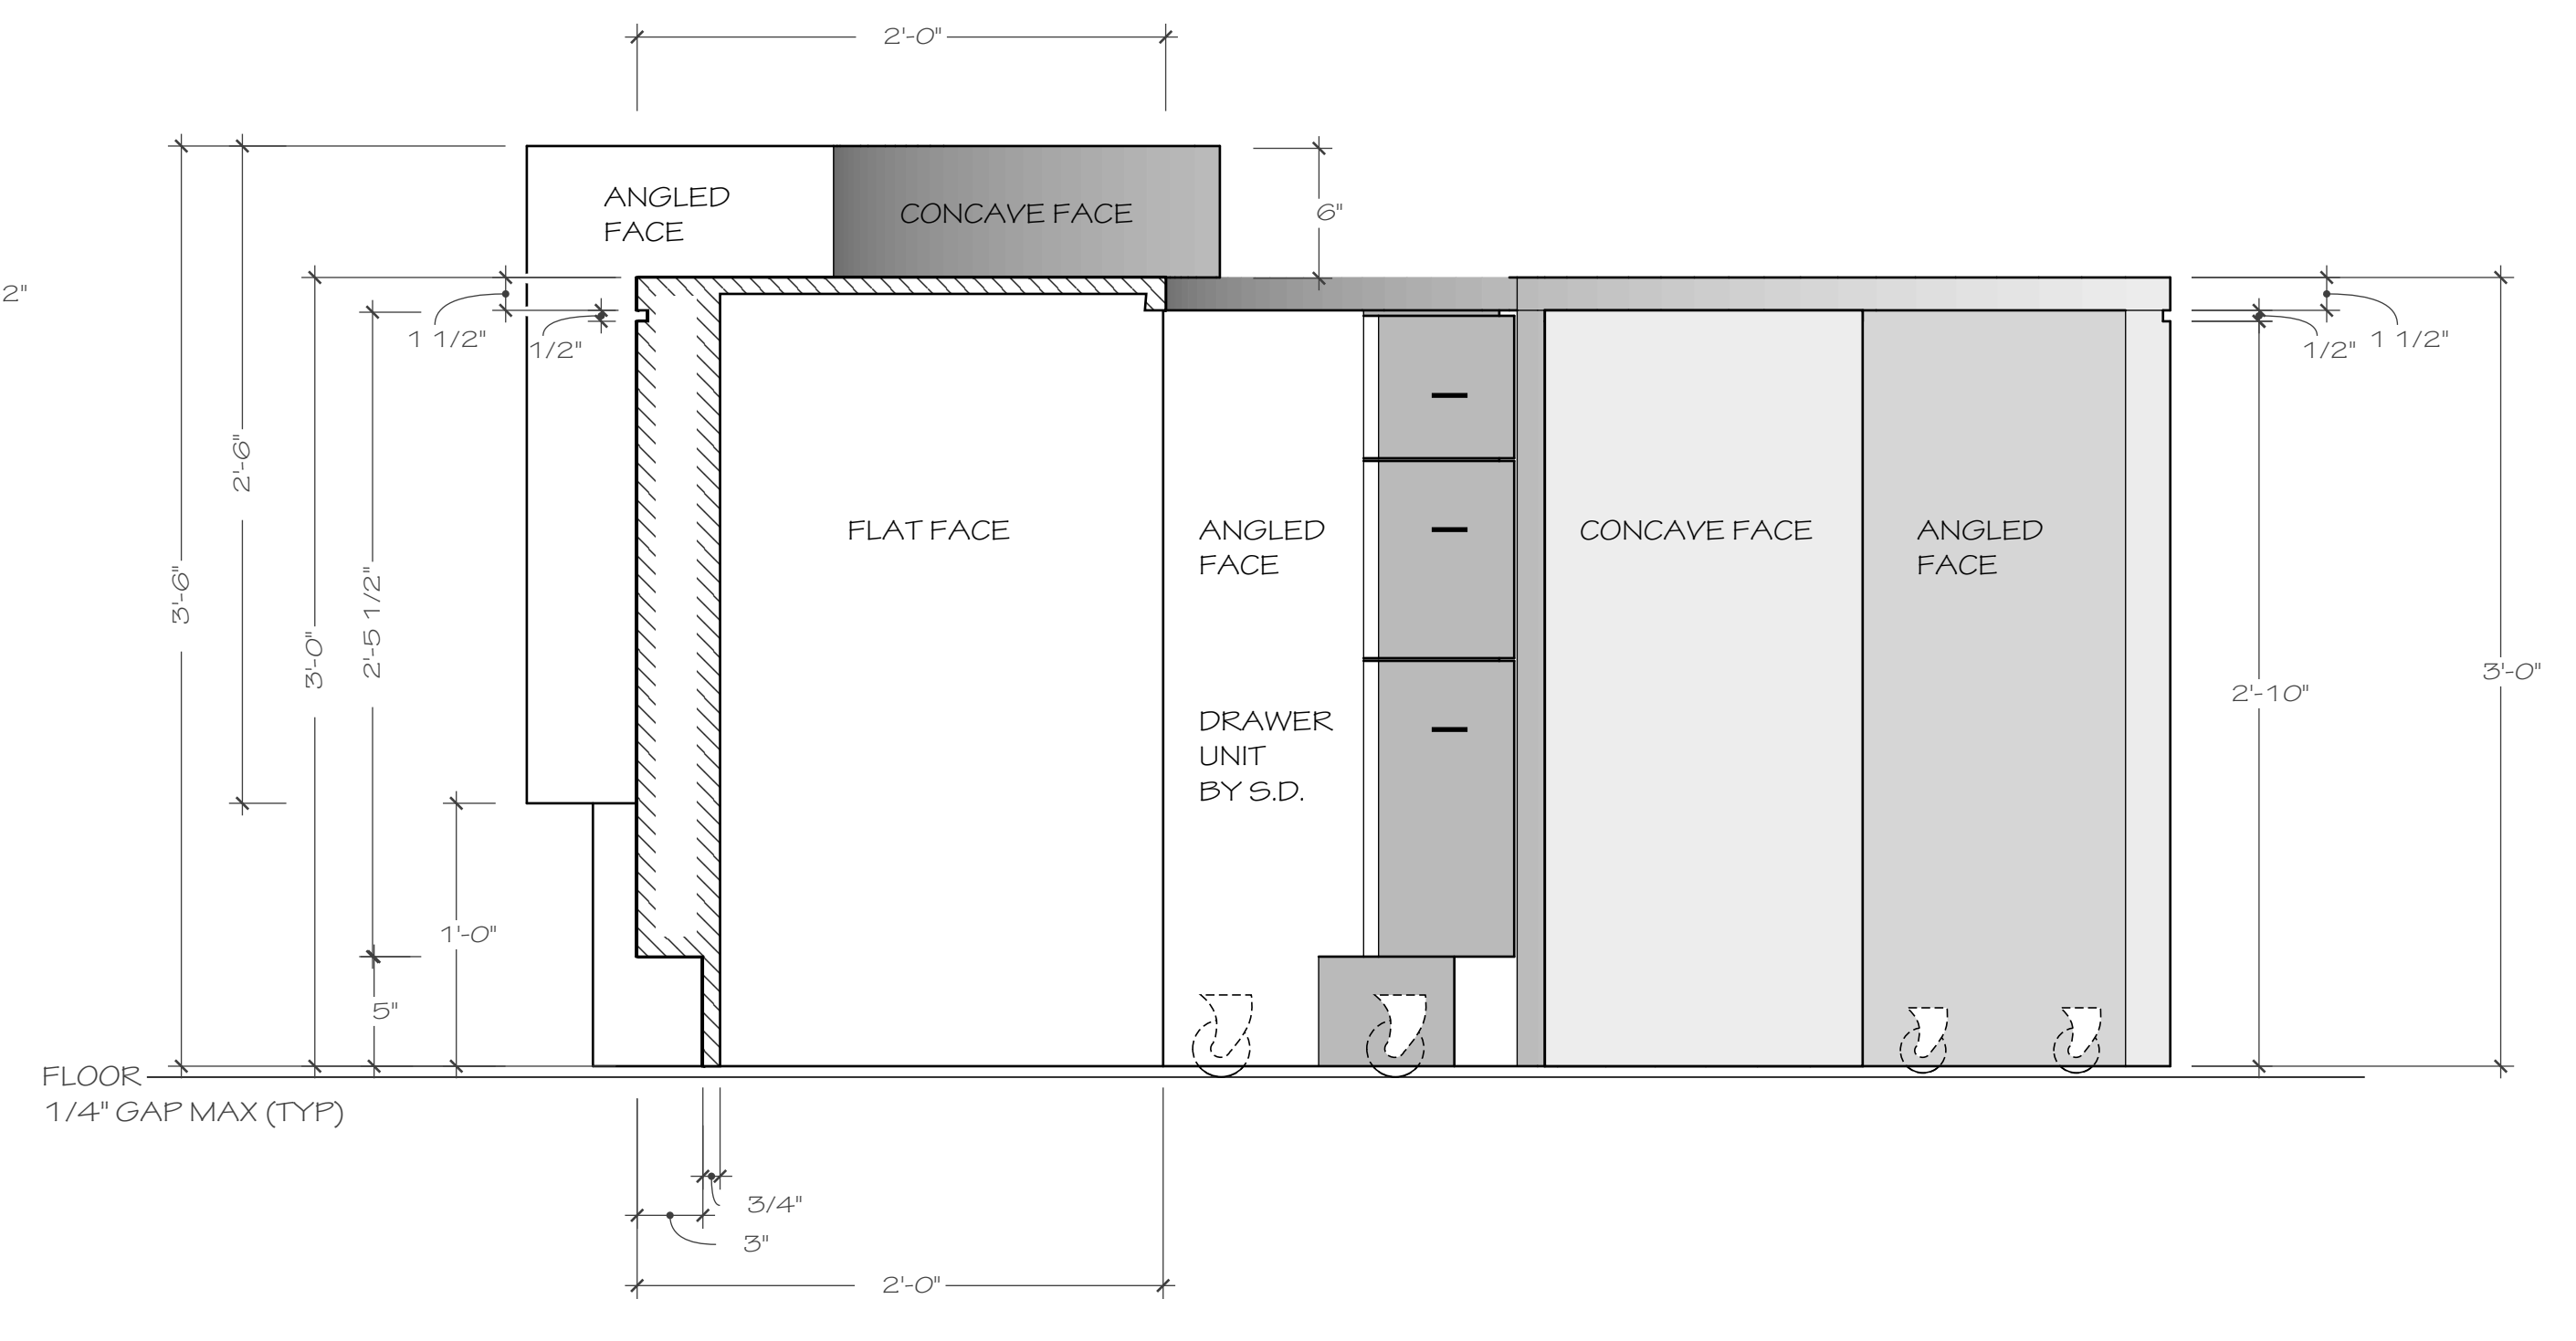 2'-0"
ANGLED
FACE
CONCAVE FACE
6"
2"
1 1/2"
1/2"
1/2"
1 1/2"
2'-6"
3'-6"
3'-0"
2'-5 1/2"
FLAT FACE
ANGLED
FACE
CONCAVE FACE
ANGLED
FACE
2'-10"
3'-0"
DRAWER
UNIT
BY S.D.
1'-0"
5"
FLOOR
1/4" GAP MAX (TYP)
3/4"
3"
2'-0"